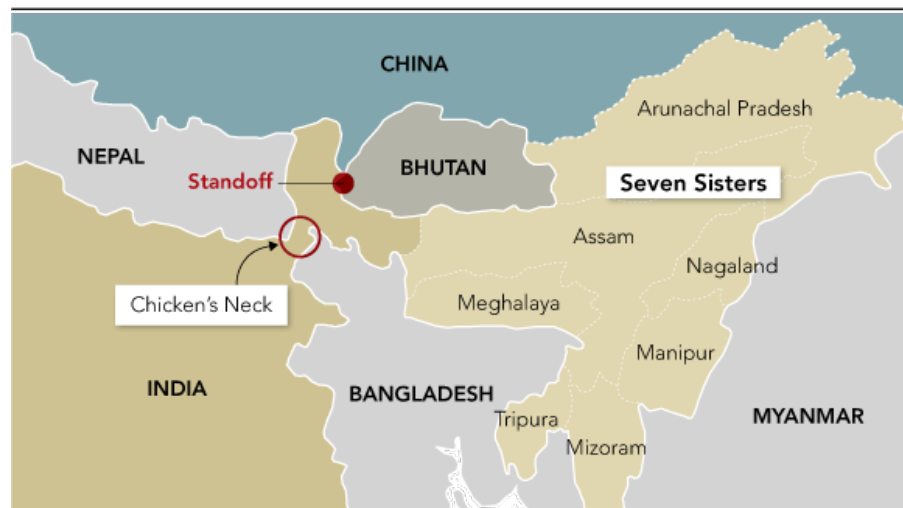 CHINA
Arunachal Pradesh
NEPAL
BHUTAN
Standoff
Seven Sisters
Assam
Nagaland
Chicken's Neck
Meghalaya
Manipur
INDIA
BANGLADESH
Tripura
MYANMAR
Mizoram